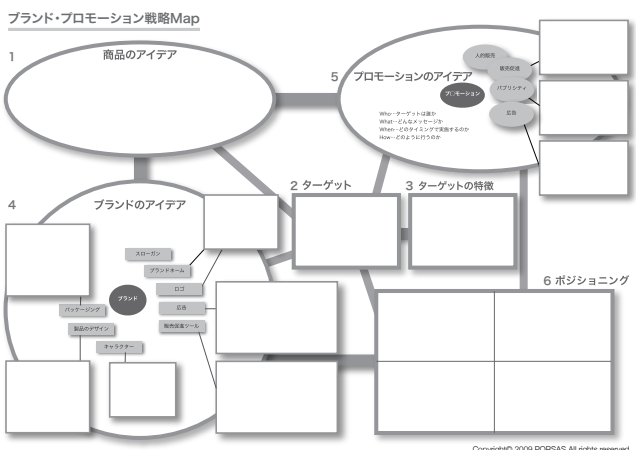 ブランド・プロモーション戦略Map
1
商品のアイデア
5
プロモーションのアイデア
人的販売
販売促進
パブリシティ
広告
プロモーション
Who…ターゲットは誰か
What…どんなメッセージか
When…どのタイミングで実施するのか
How…どのように行うのか
2 ターゲット
3 ターゲットの特徴
4
ブランドのアイデア
スローガン
ブランドネーム
ロゴ
広告
販売促進ツール
ブランド
パッケージング
製品のデザイン
キャラクター
6 ポジショニング
Copyright© 2009 PORSAS All rights reserved